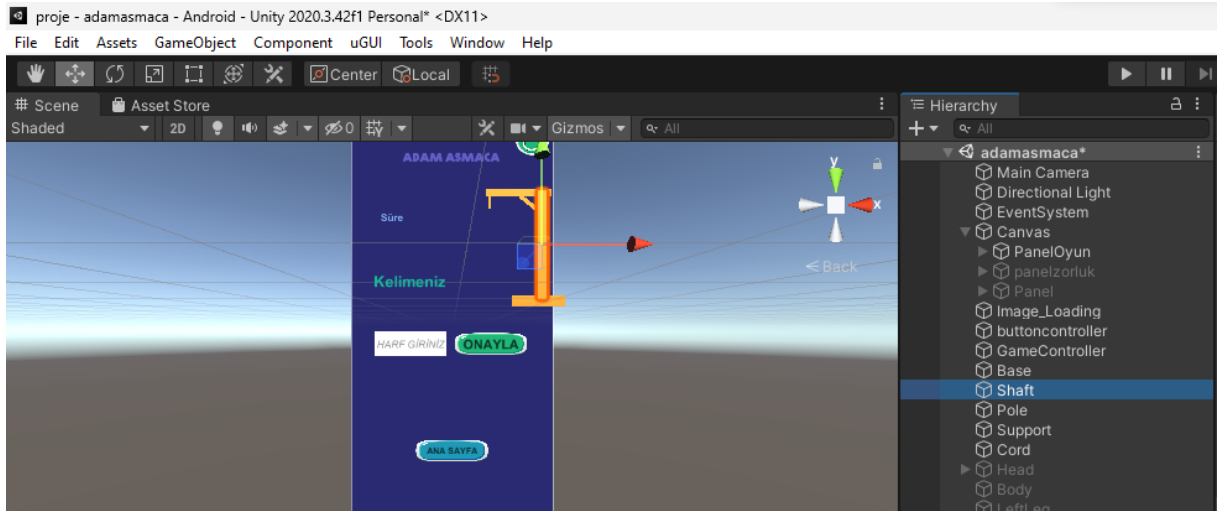 proje - adamasmaca - Android - Unity 2020.3.42f1 Personal* <DX11>
File Edit Assets GameObject Component uGUI Tools Window Help
Center Local
Scene Asset Store
Shaded 2D 0 Gizmos All
Hierarchy
All
adamasmaca*
Main Camera
Directional Light
EventSystem
Canvas
PanelOyun
panelzorluk
Panel
Image_Loading
buttoncontroller
GameController
Base
Shaft
Pole
Support
Cord
Head
Body
LeftLeg
ADAM ASMACA
Süre
Kelimeniz
HARF GİRİNİZ ONAYLA
ANA SAYFA
y
x
< Back